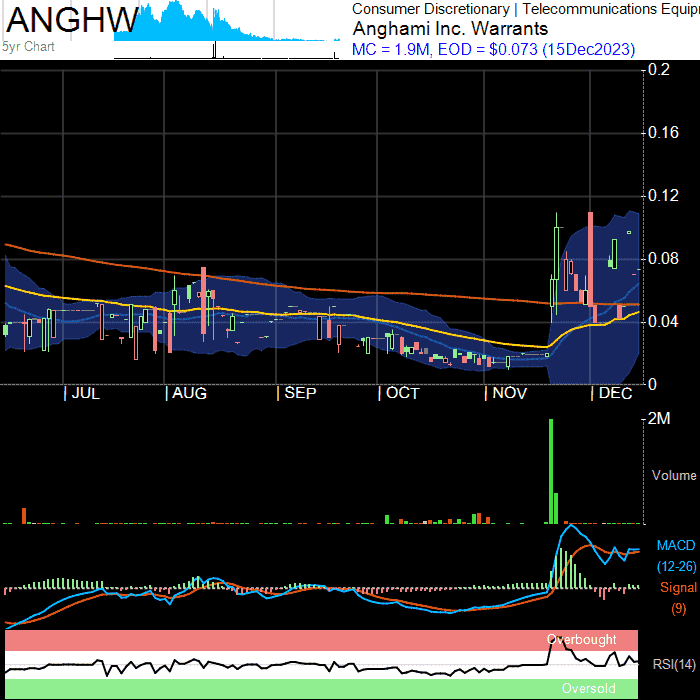 ANGHW
5yr Chart
Consumer Discretionary | Telecommunications Equip
Anghami Inc. Warrants
MC = 1.9M, EOD = $0.073 (15Dec2023)
0.2
0.16
0.12
0.08
0.04
0
JUL AUG SEP OCT NOV DEC
2M
Volume
MACD
(12-26)
Signal
(9)
Overbought
RSI(14)
Oversold